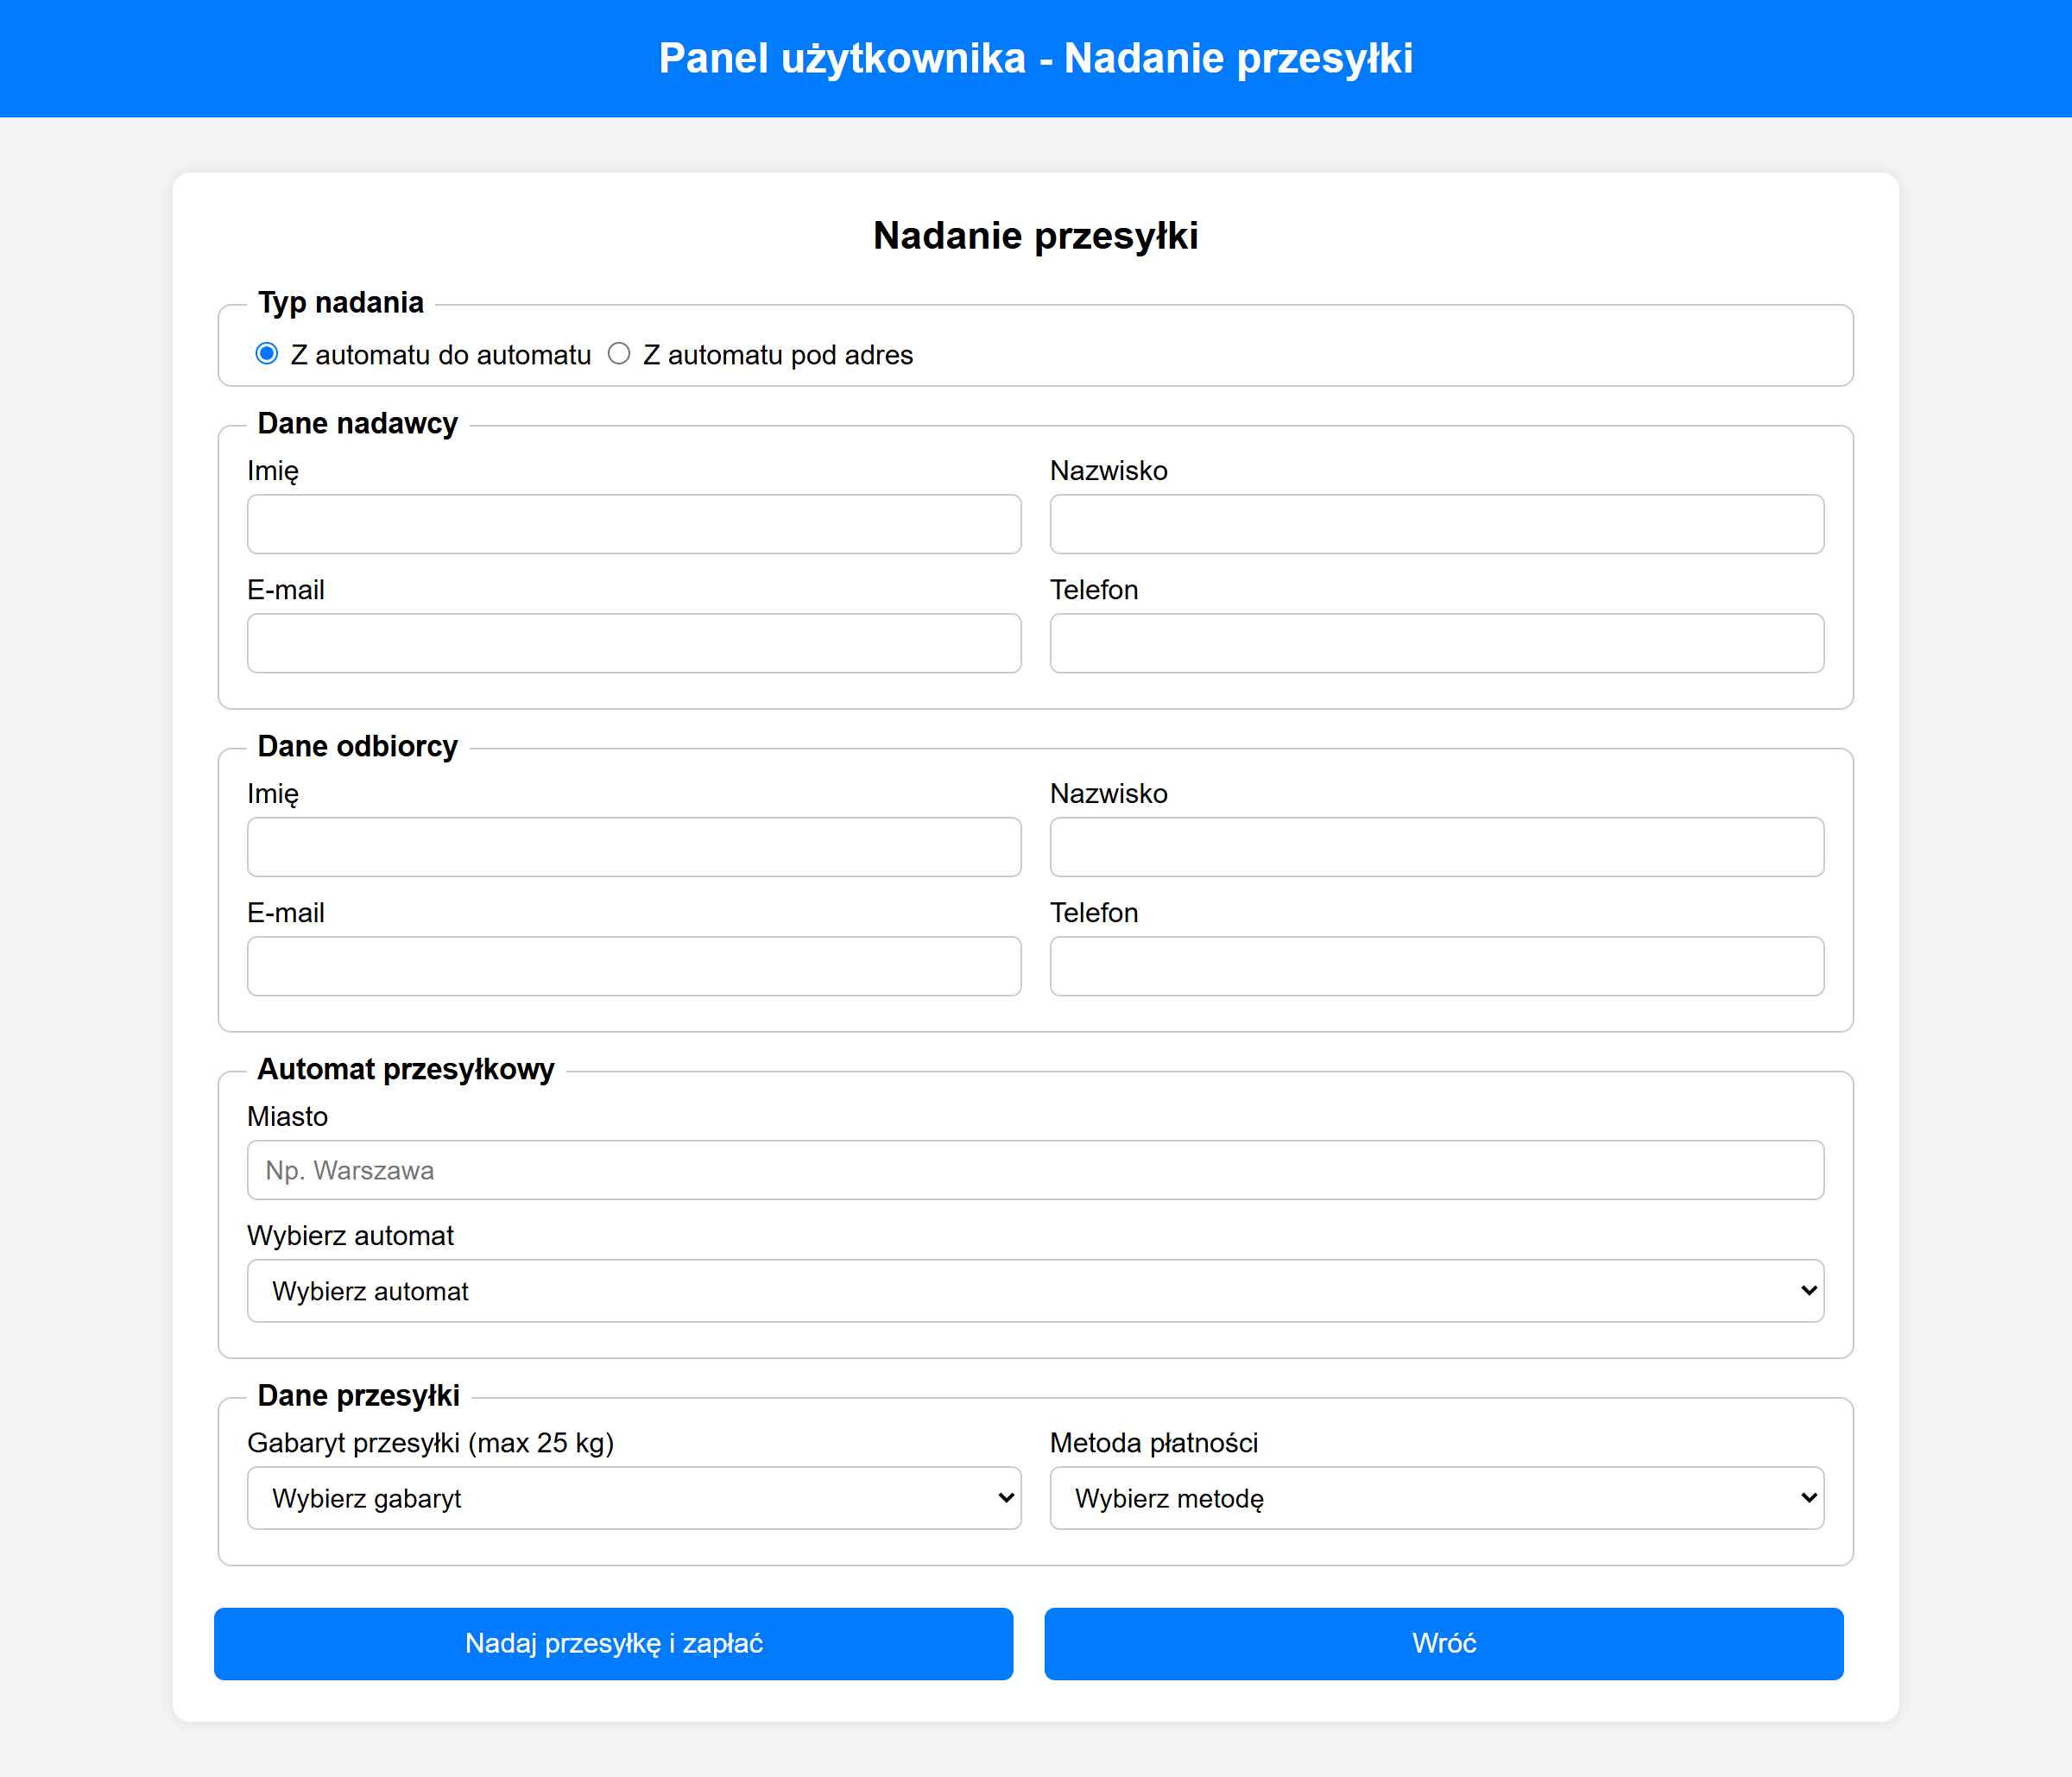 Panel użytkownika - Nadanie przesyłki
Nadanie przesyłki
Typ nadania
Z automatu do automatu Z automatu pod adres
Dane nadawcy
Imię Nazwisko
E-mail Telefon
Dane odbiorcy
Imię Nazwisko
E-mail Telefon
Automat przesyłkowy
Miasto
Np. Warszawa
Wybierz automat
Wybierz automat
Dane przesyłki
Gabaryt przesyłki (max 25 kg) Metoda płatności
Wybierz gabaryt Wybierz metodę
Nadaj przesyłkę i zapłać Wróć